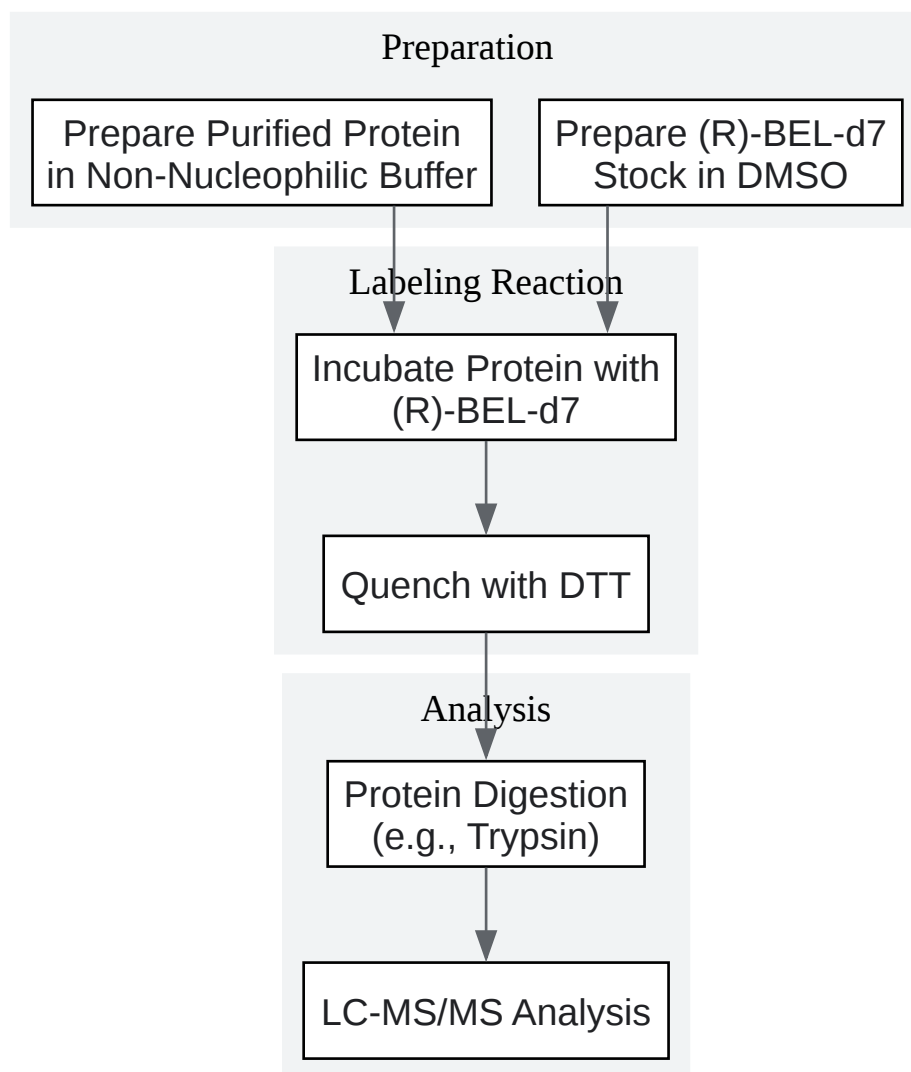 Preparation
Prepare Purified Protein
in Non-Nucleophilic Buffer
Prepare (R)-BEL-d7
Stock in DMSO
Labeling Reaction
Incubate Protein with
(R)-BEL-d7
Quench with DTT
Analysis
Protein Digestion
(e.g., Trypsin)
LC-MS/MS Analysis